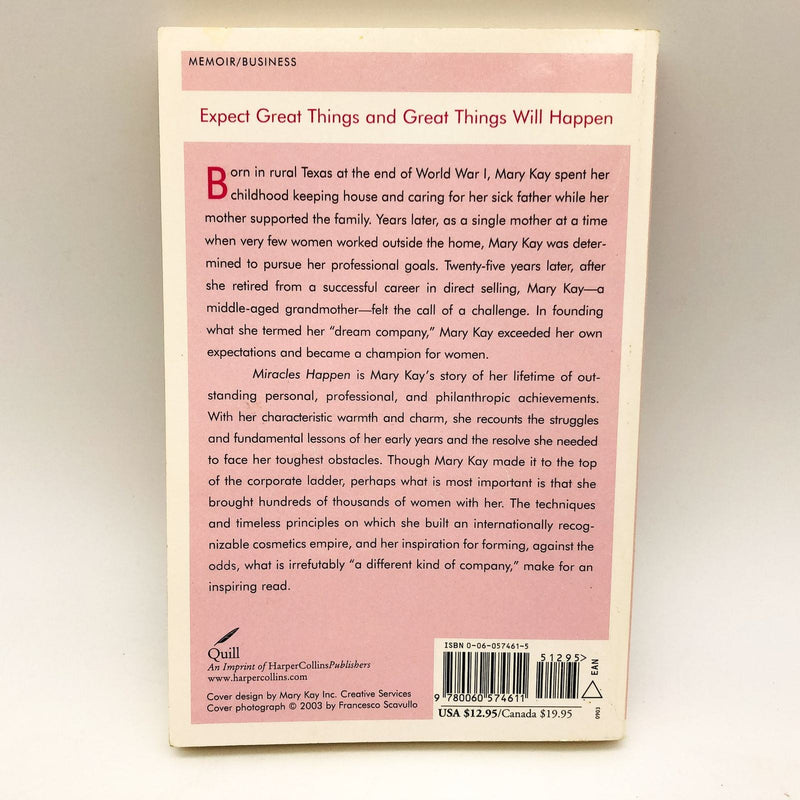 MEMOIR/BUSINESS
Expect Great Things and Great Things Will Happen
Born in rural Texas at the end of World War I, Mary Kay spent her
childhood keeping house and caring for her sick father while her
mother supported the family. Years later, as a single mother at a time
when very few women worked outside the home, Mary Kay was deter-
mined to pursue her professional goals. Twenty-five years later, after
she retired from a successful career in direct selling, Mary Kay—a
middle-aged grandmother—felt the call of a challenge. In founding
what she termed her “dream company,” Mary Kay exceeded her own
expectations and became a champion for women.
Miracles Happen is Mary Kay’s story of her lifetime of out-
standing personal, professional, and philanthropic achievements.
With her characteristic warmth and charm, she recounts the struggles
and fundamental lessons of her early years and the resolve she needed
to face her toughest obstacles. Though Mary Kay made it to the top
of the corporate ladder, perhaps what is most important is that she
brought hundreds of thousands of women with her. The techniques
and timeless principles on which she built an internationally recog-
nizable cosmetics empire, and her inspiration for forming, against the
odds, what is irrefutably “a different kind of company,” make for an
inspiring read.
Quill
An Imprint of HarperCollinsPublishers
www.harpercollins.com
Cover design by Mary Kay Inc. Creative Services
Cover photograph © 2003 by Francesco Scavullo
ISBN 0-06-057461-5
51295>
EAN
9 780060 574611
0903
USA $12.95/Canada $19.95